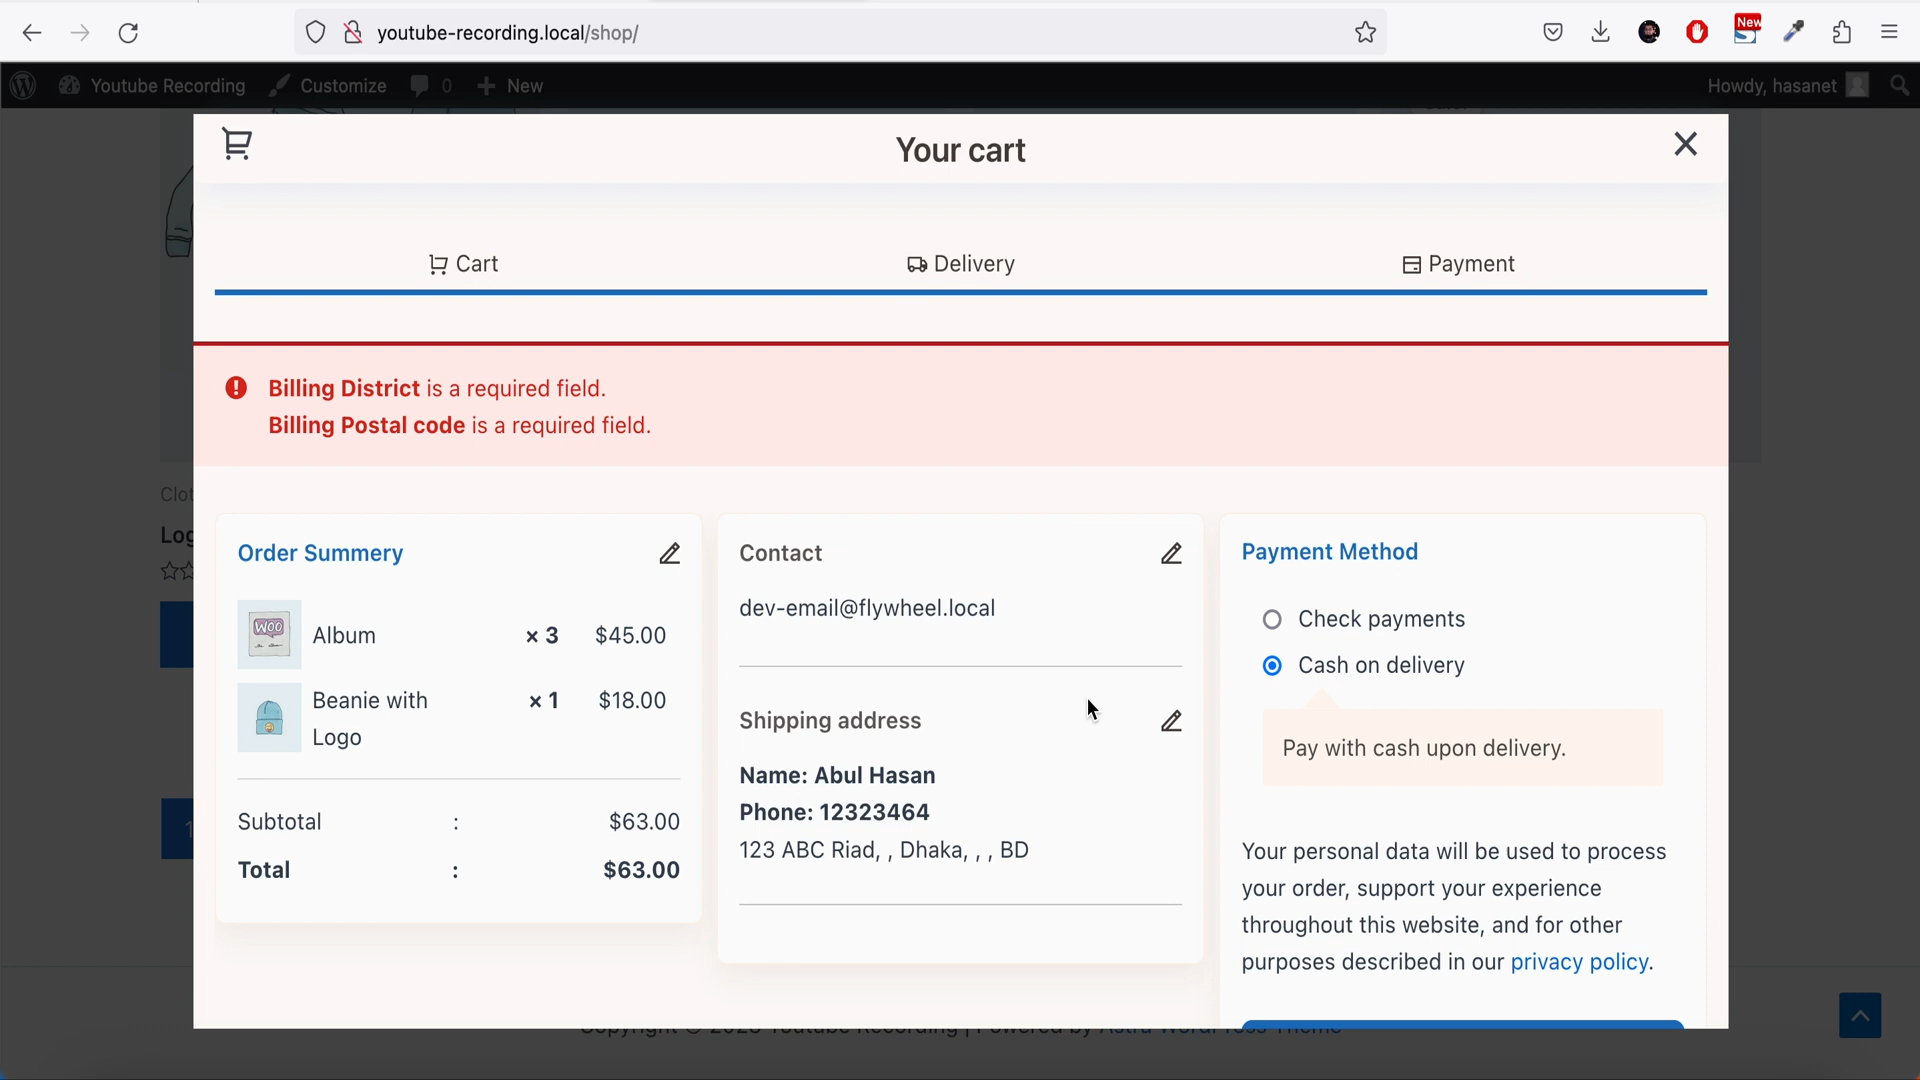 youtube-recording.local/shop/
New
Youtube Recording
Customize
0
New
Howdy, hasanet
Your cart
Cart
Delivery
Payment
Billing District is a required field.
Billing Postal code is a required field.
Order Summery
WOO
Album × 3 $45.00
Beanie with × 1 $18.00
Logo
Subtotal : $63.00
Total : $63.00
Contact
dev-email@flywheel.local
Shipping address
Name: Abul Hasan
Phone: 12323464
123 ABC Riad, , Dhaka, , , BD
Payment Method
Check payments
Cash on delivery
Pay with cash upon delivery.
Your personal data will be used to process
your order, support your experience
throughout this website, and for other
purposes described in our privacy policy.